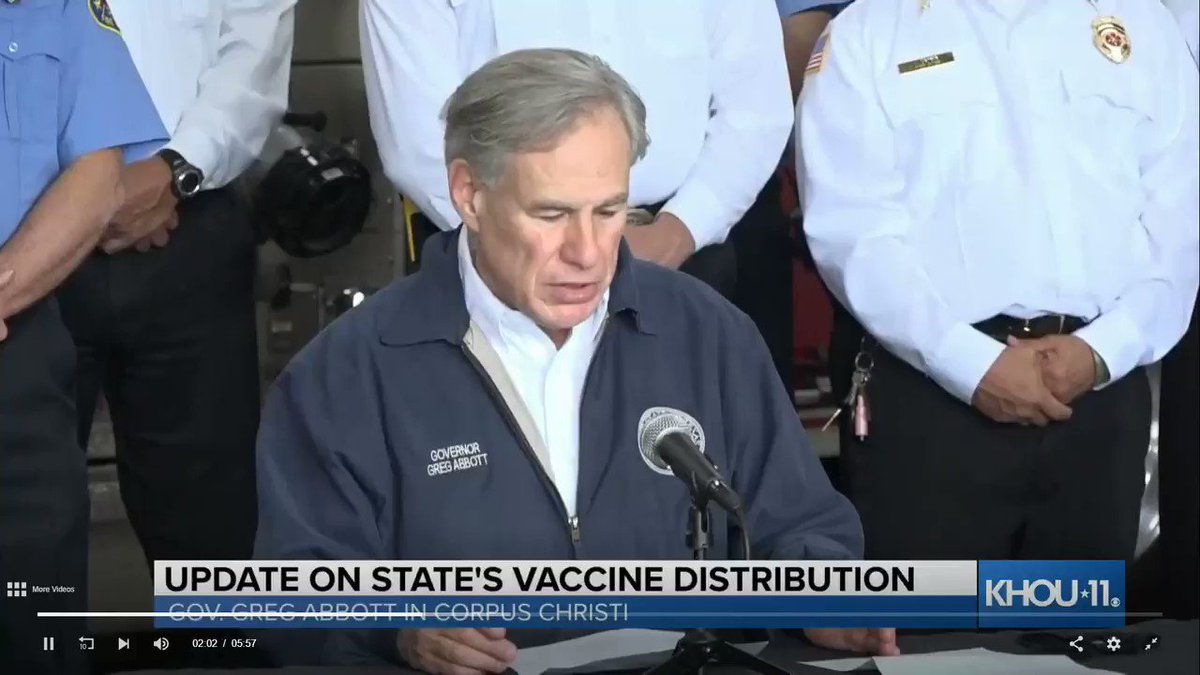 GOVERNOR
GREG ABBOTT
UPDATE ON STATE'S VACCINE DISTRIBUTION
GOV. GREG ABBOTT IN CORPUS CHRISTI
KHOU★11
More Videos
10
02:02 / 05:57